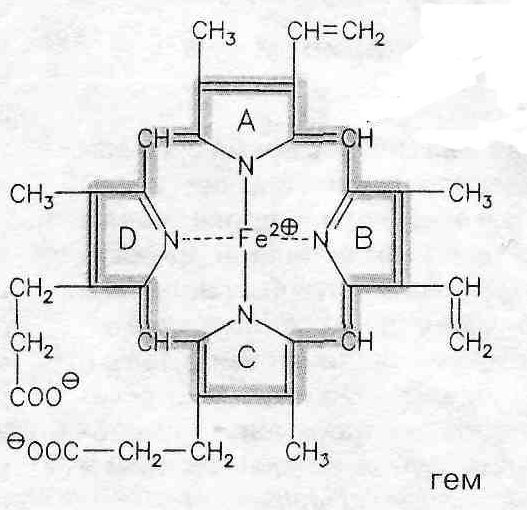 CH₃ CH=CH₂
A
CH CH
N
CH₃ CH₃
D N Fe²⊕ N B
CH₂ CH
N
CH₂ CH CH CH₂
C
COO⊖
⊖OOC—CH₂—CH₂ CH₃
гем